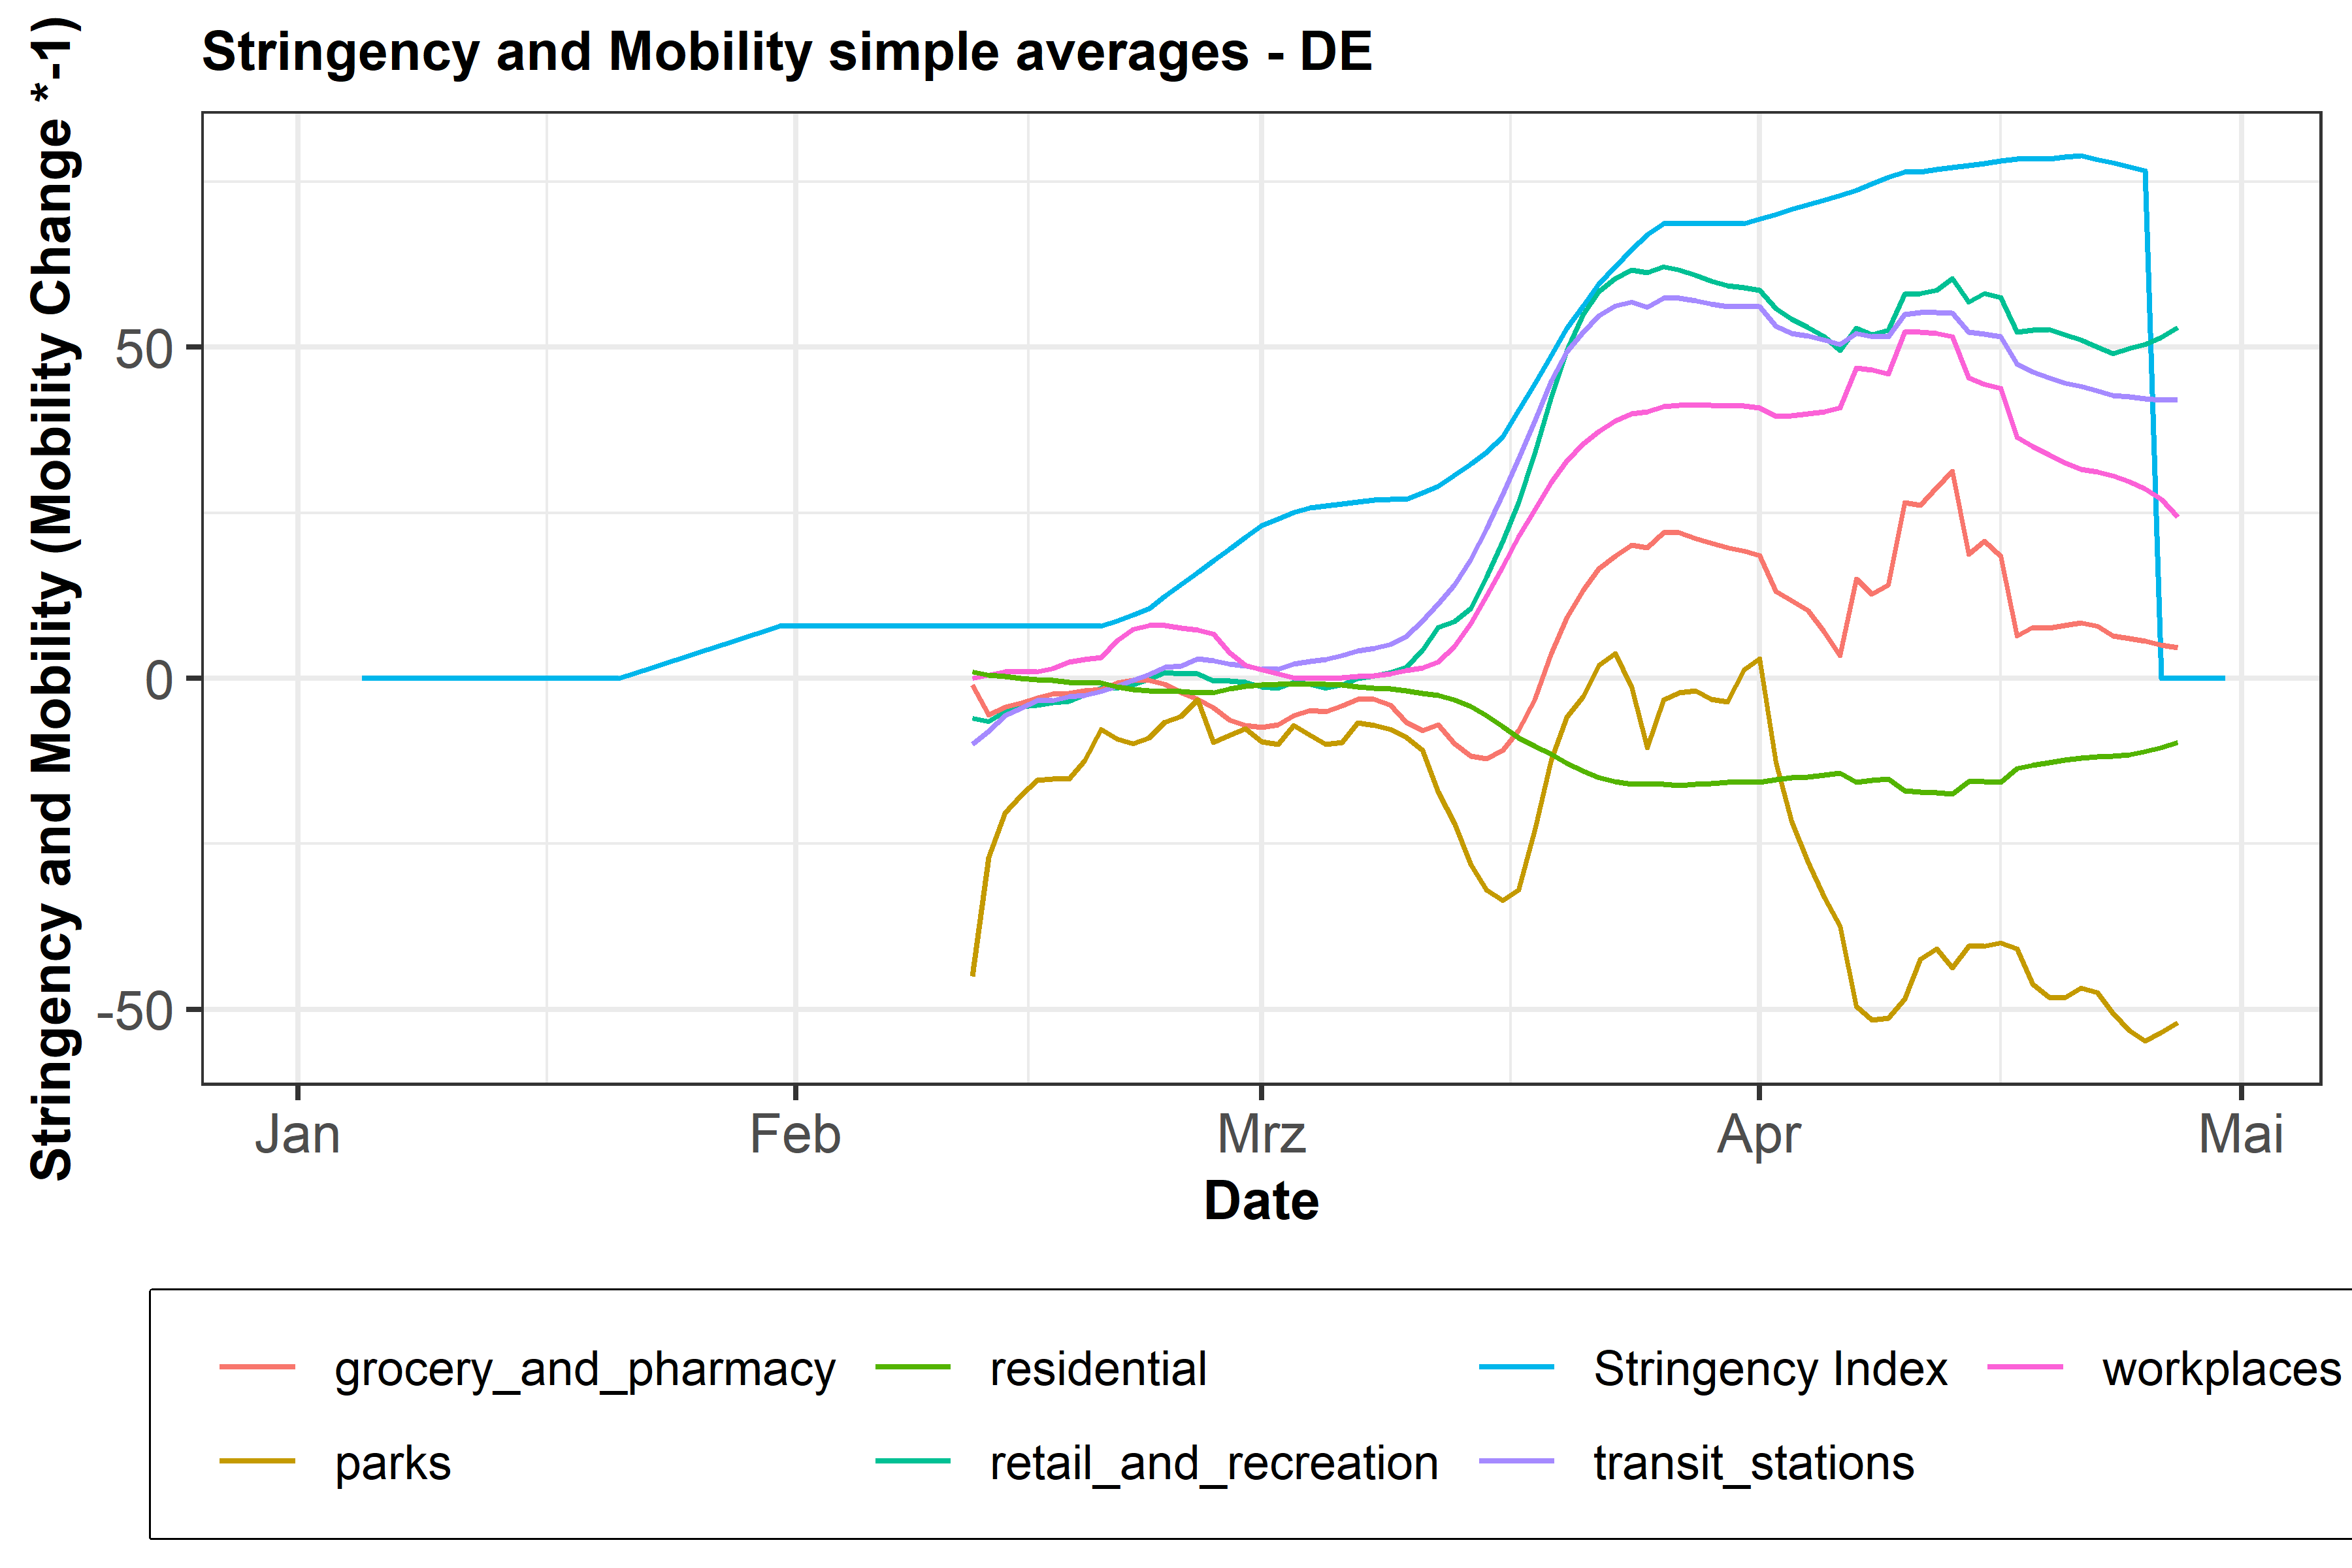 Stringency and Mobility simple averages - DE
Stringency and Mobility (Mobility Change *-1)
50
0
-50
Jan Feb Mrz Apr Mai
Date
grocery_and_pharmacy residential Stringency Index workplaces
parks retail_and_recreation transit_stations